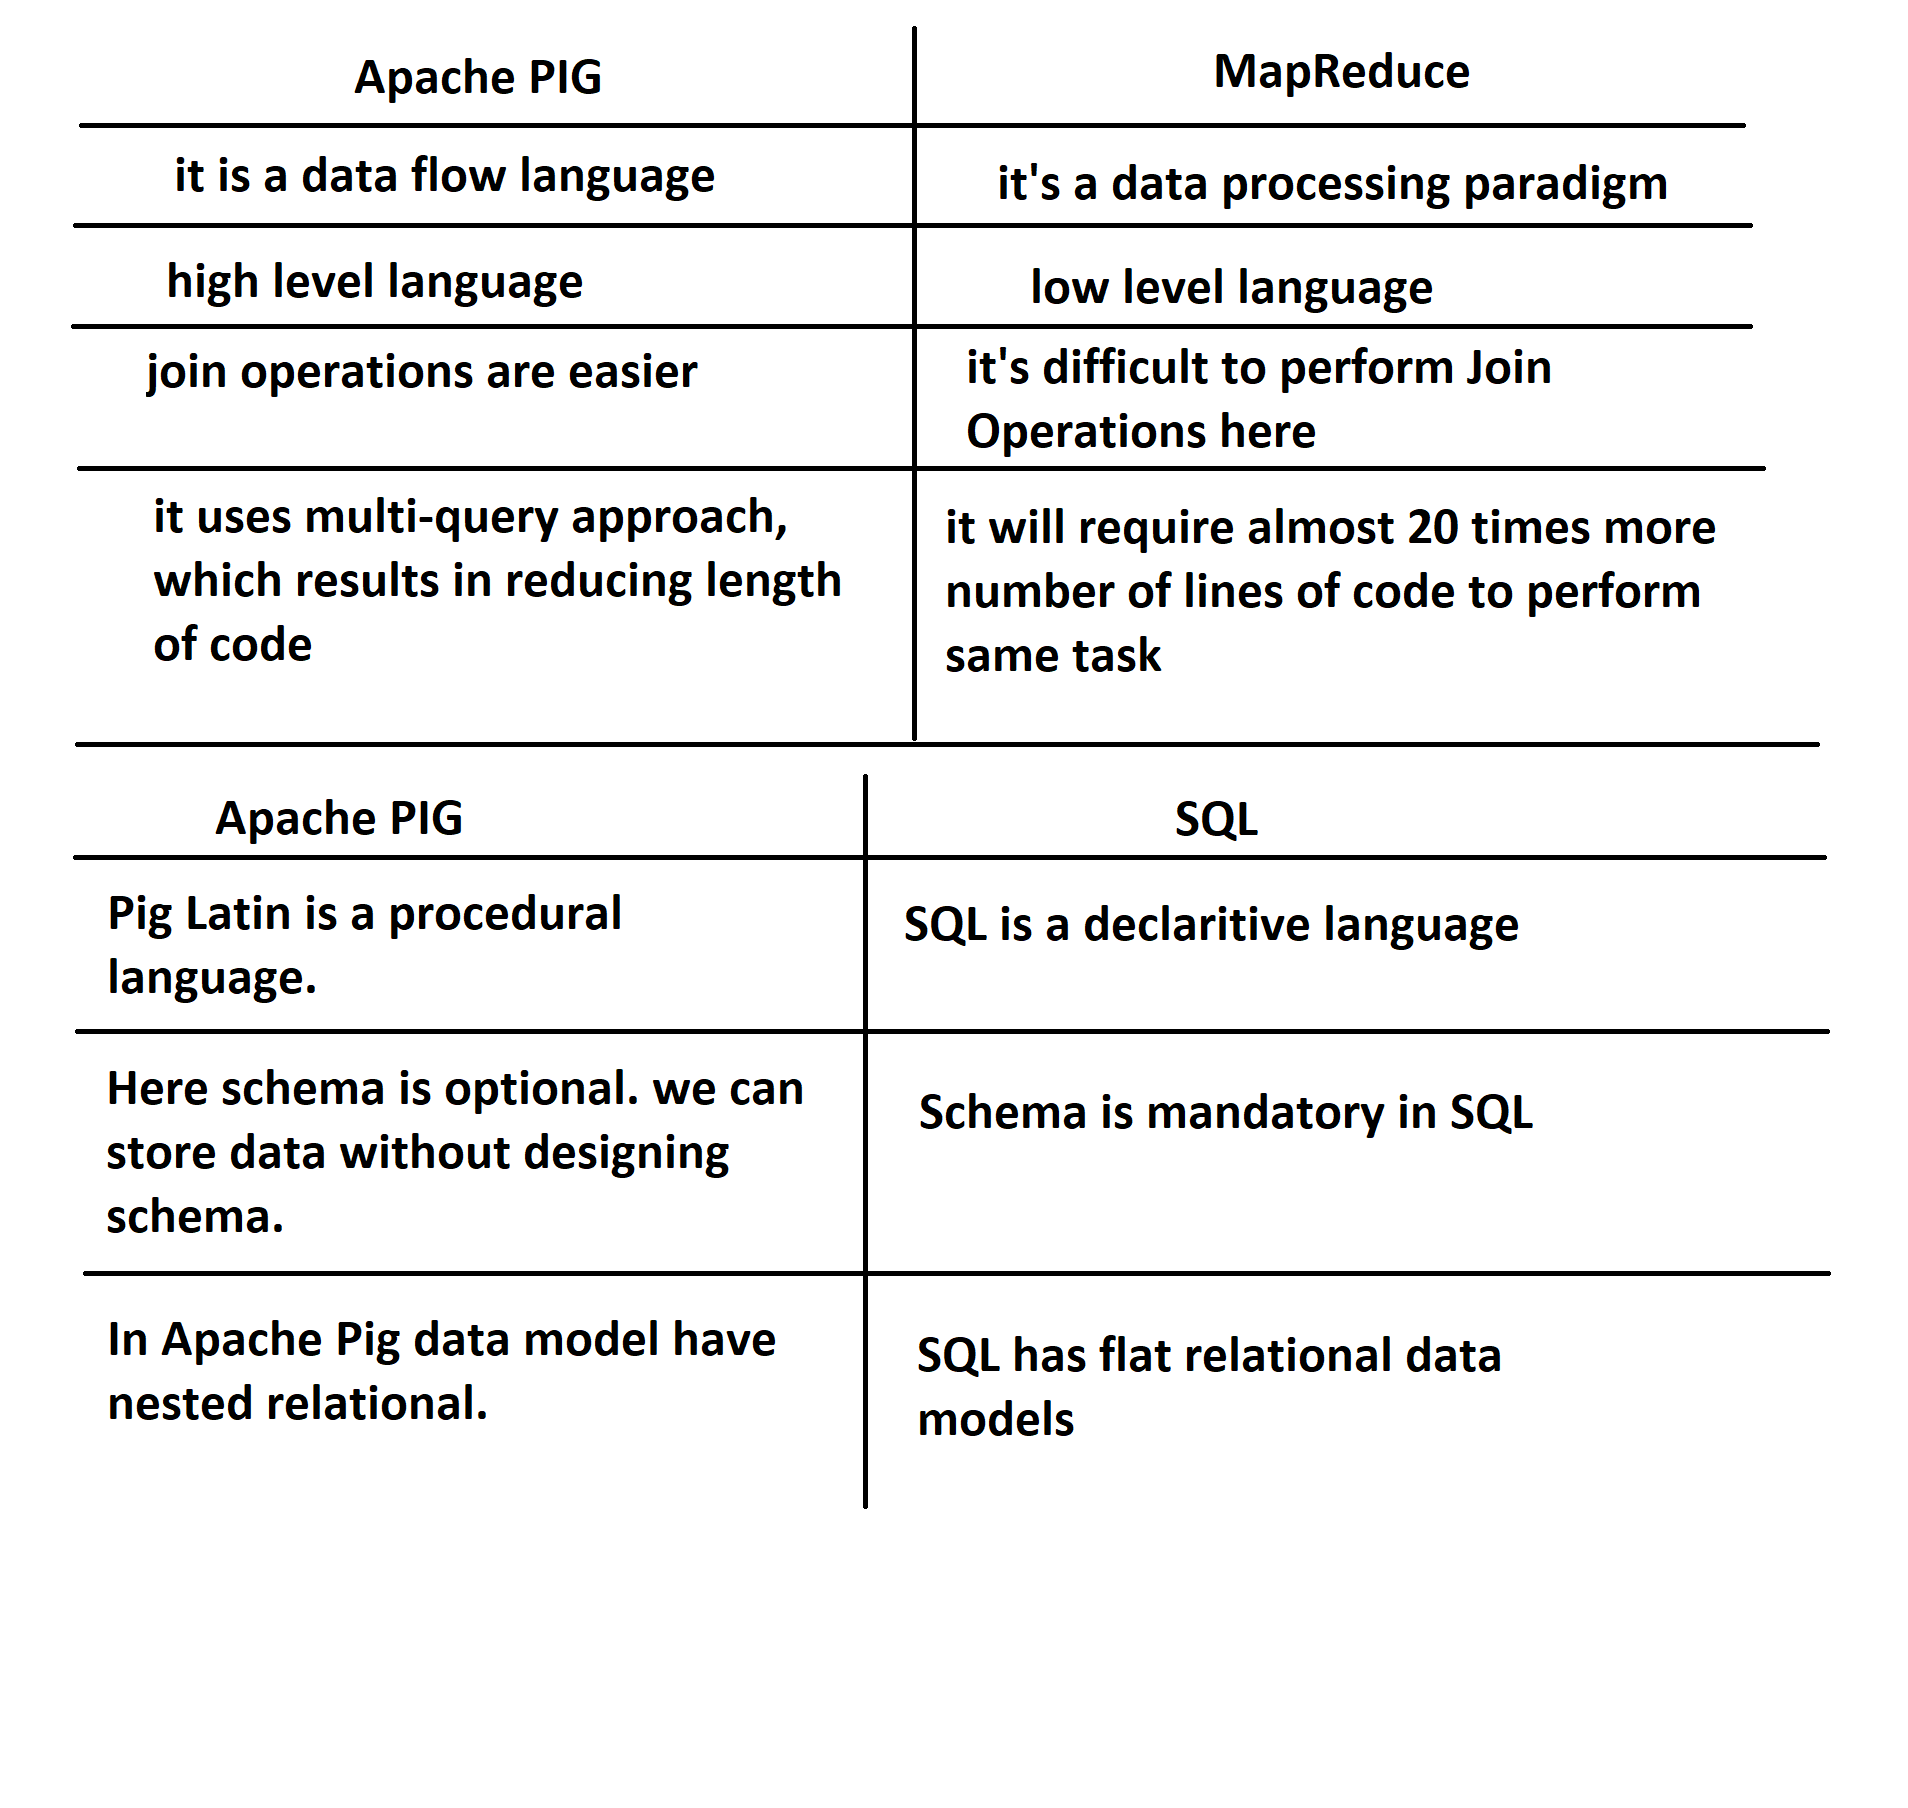 Apache PIG
MapReduce
it is a data flow language
it's a data processing paradigm
high level language
low level language
join operations are easier
it's difficult to perform Join
Operations here
it uses multi-query approach,
which results in reducing length
of code
it will require almost 20 times more
number of lines of code to perform
same task
Apache PIG
SQL
Pig Latin is a procedural
language.
SQL is a declaritive language
Here schema is optional. we can
store data without designing
schema.
Schema is mandatory in SQL
In Apache Pig data model have
nested relational.
SQL has flat relational data
models